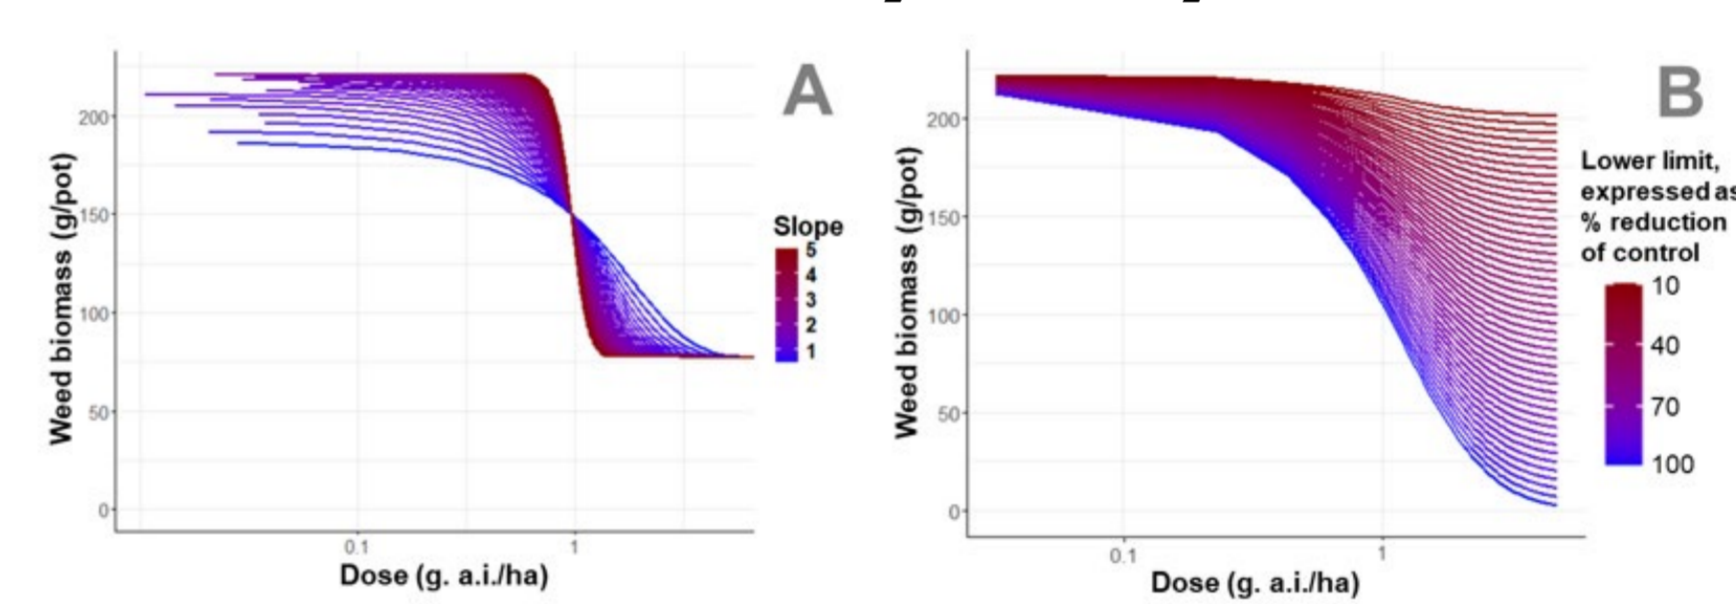 A
200
150
100
50
0
0.1 1
Weed biomass (g/pot)
Dose (g. a.i./ha)
Slope
5
4
3
2
1
B
200
150
100
50
0
0.1 1
Weed biomass (g/pot)
Dose (g. a.i./ha)
Lower limit,
expressed as
% reduction
of control
10
40
70
100